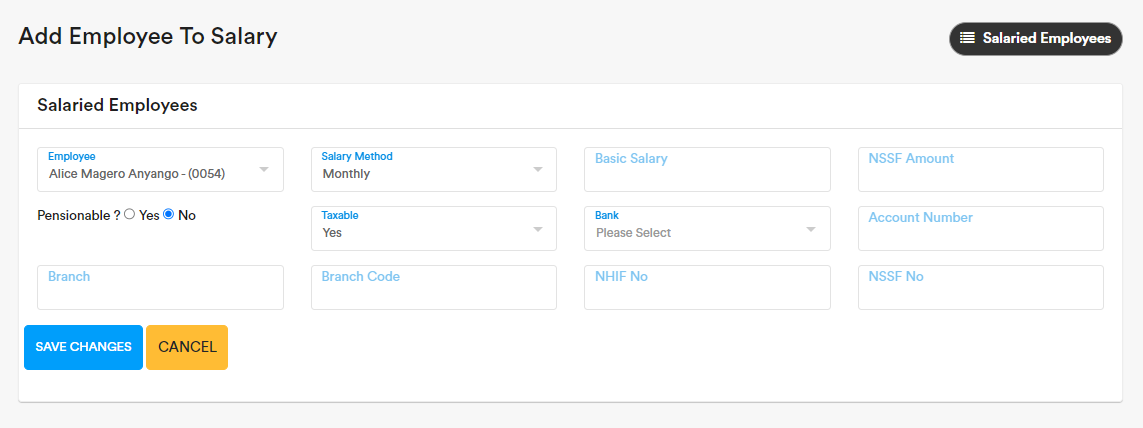 Add Employee To Salary
Salaried Employees
Salaried Employees
Employee
Alice Magero Anyango - (0054)
Salary Method
Monthly
Basic Salary
NSSF Amount
Pensionable ? Yes No
Taxable
Yes
Bank
Please Select
Account Number
Branch
Branch Code
NHIF No
NSSF No
SAVE CHANGES
CANCEL